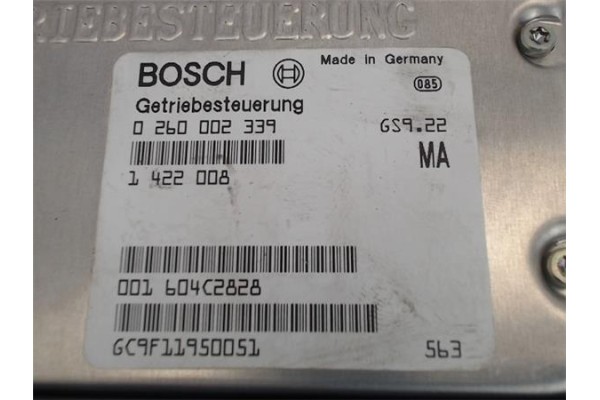 RIEBESTEUERUNG
BOSCH Made in Germany
085
Getriebesteuerung
0 260 002 339 GS9.22
MA
1 422 008
001 604C2828
GC9F11950051 563